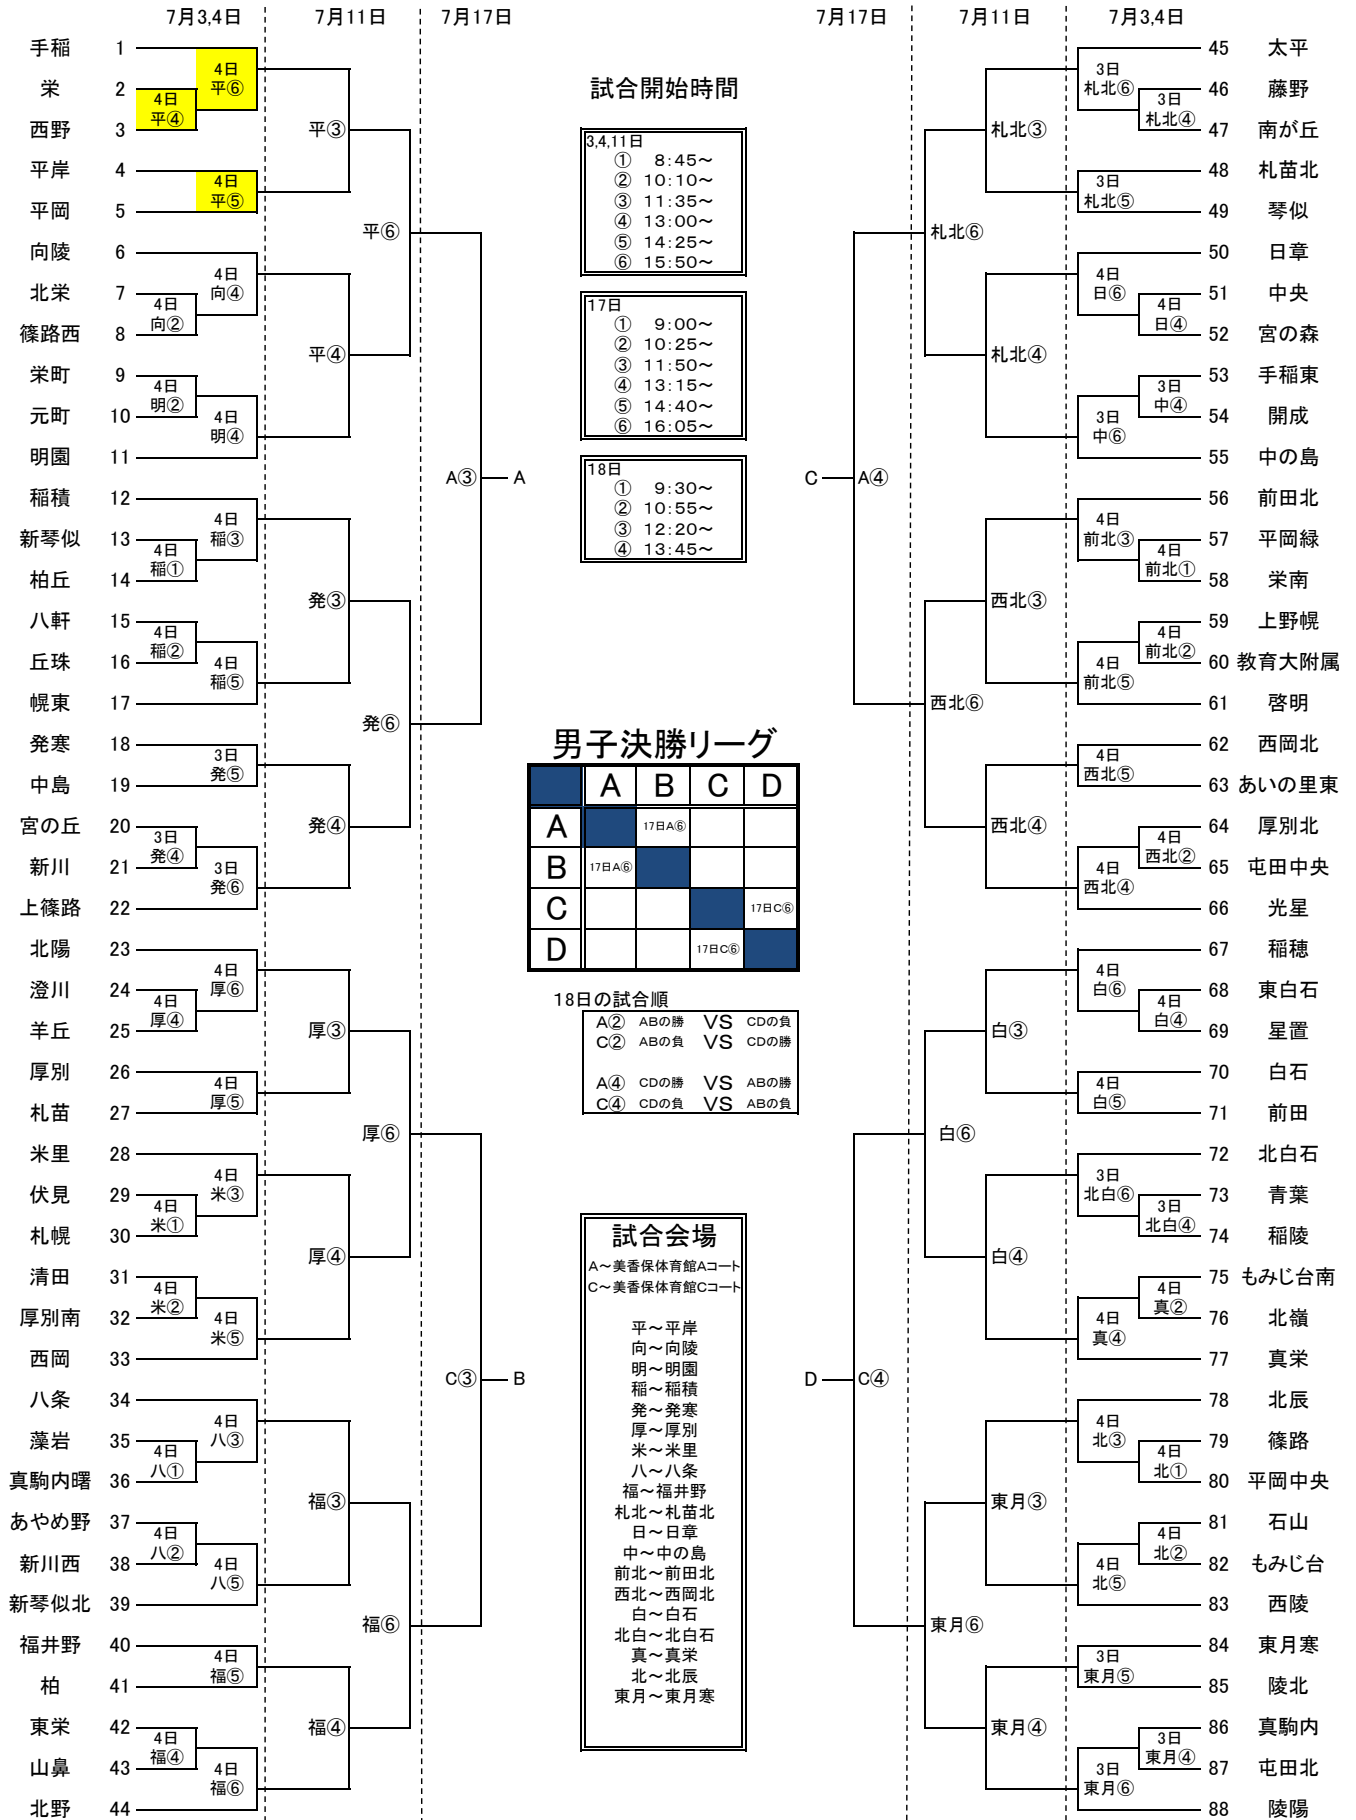 7月3,4日 7月11日 7月17日 7月17日 7月11日 7月3,4日
手稲 1
4日
平⑥
栄 2
4日
平④
西野 3
平③
平岸 4
4日
平⑤
平岡 5
平⑥
向陵 6
4日
向④
北栄 7
4日
向②
篠路西 8
平④
栄町 9
4日
明②
元町 10
4日
明④
明園 11
A③ A
稲積 12
4日
稲③
新琴似 13
4日
稲①
柏丘 14
発③
八軒 15
4日
稲②
丘珠 16
4日
稲⑤
幌東 17
発⑥
発寒 18
3日
発⑤
中島 19
宮の丘 20
発④
3日
発④
新川 21
3日
発⑥
上篠路 22
北陽 23
4日
厚⑥
澄川 24
4日
厚④
羊丘 25
厚③
厚別 26
4日
厚⑤
札苗 27
厚⑥
米里 28
4日
米③
伏見 29
4日
米①
札幌 30
厚④
清田 31
4日
米②
厚別南 32
4日
米⑤
西岡 33
C③ B
八条 34
4日
八③
藻岩 35
4日
八①
真駒内曙 36
福③
あやめ野 37
4日
八②
新川西 38
4日
八⑤
新琴似北 39
福⑥
福井野 40
4日
福⑤
柏 41
東栄 42
福④
4日
福④
山鼻 43
4日
福⑥
北野 44
試合開始時間
3,4,11日
① 8:45～
② 10:10～
③ 11:35～
④ 13:00～
⑤ 14:25～
⑥ 15:50～
17日
① 9:00～
② 10:25～
③ 11:50～
④ 13:15～
⑤ 14:40～
⑥ 16:05～
18日
① 9:30～
② 10:55～
③ 12:20～
④ 13:45～
男子決勝リーグ
A B C D
A 17日A⑥
B 17日A⑥
C 17日C⑥
D 17日C⑥
18日の試合順
A② ABの勝 VS CDの負
C② ABの負 VS CDの勝
A④ CDの勝 VS ABの勝
C④ CDの負 VS ABの負
試合会場
A～美香保体育館Aコート
C～美香保体育館Cコート
平～平岸
向～向陵
明～明園
稲～稲積
発～発寒
厚～厚別
米～米里
八～八条
福～福井野
札北～札苗北
日～日章
中～中の島
前北～前田北
西北～西岡北
白～白石
北白～北白石
真～真栄
北～北辰
東月～東月寒
45 太平
3日
札北⑥
46 藤野
3日
札北④
47 南が丘
札北③
48 札苗北
3日
札北⑤
49 琴似
札北⑥
50 日章
4日
日⑥
51 中央
4日
日④
52 宮の森
札北④
53 手稲東
3日
中④
54 開成
3日
中⑥
55 中の島
C A④
56 前田北
4日
前北③
57 平岡緑
4日
前北①
58 栄南
西北③
59 上野幌
4日
前北②
60 教育大附属
4日
前北⑤
61 啓明
西北⑥
62 西岡北
4日
西北⑤
63 あいの里東
64 厚別北
西北④
4日
西北②
65 屯田中央
4日
西北④
66 光星
67 稲穂
4日
白⑥
68 東白石
4日
白④
69 星置
白③
70 白石
4日
白⑤
71 前田
白⑥
72 北白石
3日
北白⑥
73 青葉
3日
北白④
74 稲陵
白④
75 もみじ台南
4日
真②
76 北嶺
4日
真④
77 真栄
D C④
78 北辰
4日
北③
79 篠路
4日
北①
80 平岡中央
東月③
81 石山
4日
北②
82 もみじ台
4日
北⑤
83 西陵
東月⑥
84 東月寒
3日
東月⑤
85 陵北
86 真駒内
東月④
3日
東月④
87 屯田北
3日
東月⑥
88 陵陽